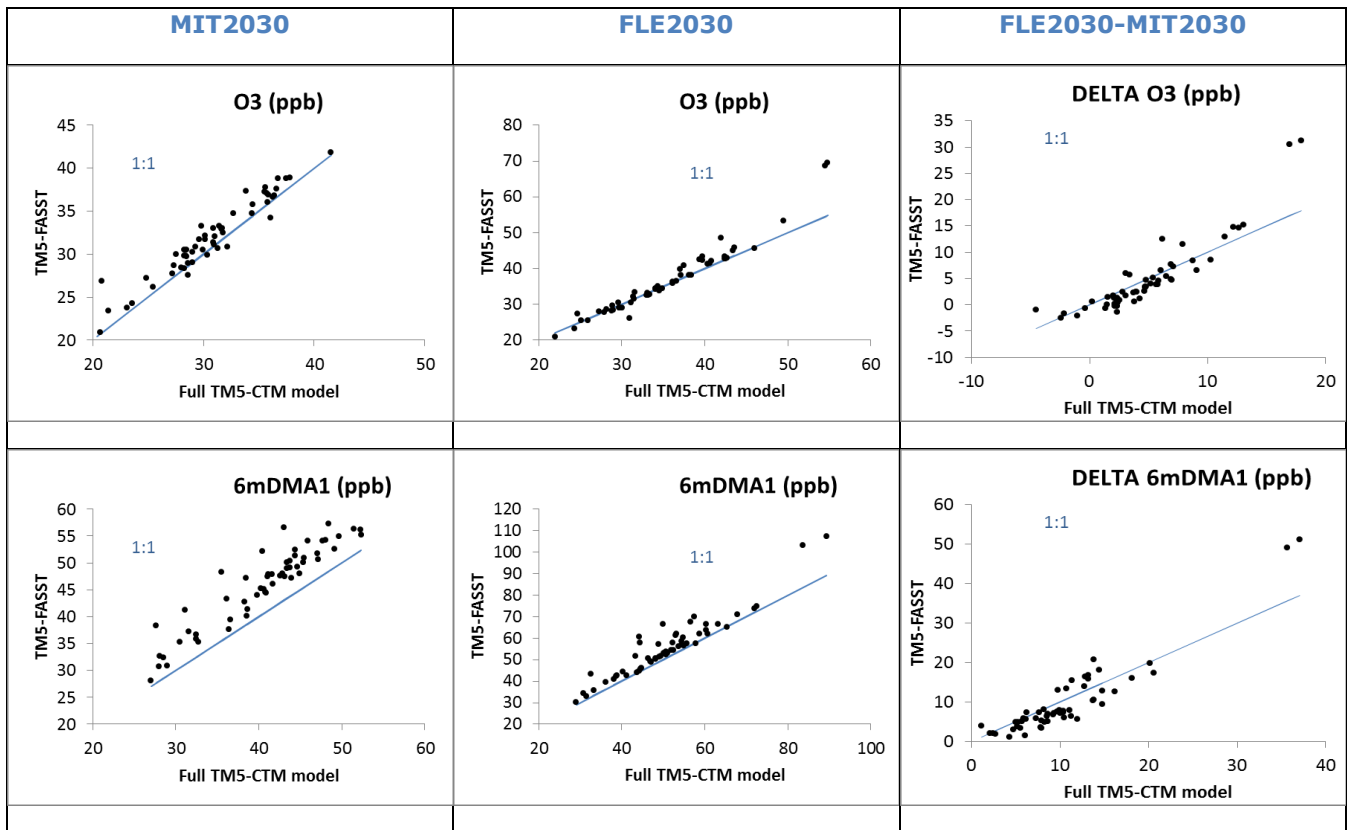 MIT2030 FLE2030 FLE2030-MIT2030
O3 (ppb)
TM5-FASST
45
40
35
30
25
20
1:1
20 30 40 50
Full TM5-CTM model
O3 (ppb)
TM5-FASST
80
70
60
50
40
30
20
1:1
20 30 40 50 60
Full TM5-CTM model
DELTA O3 (ppb)
TM5-FASST
35
30
25
20
15
10
5
0
-5
-10
1:1
-10 0 10 20
Full TM5-CTM model
6mDMA1 (ppb)
TM5-FASST
60
55
50
45
40
35
30
25
20
1:1
20 30 40 50 60
Full TM5-CTM model
6mDMA1 (ppb)
TM5-FASST
120
110
100
90
80
70
60
50
40
30
20
1:1
20 40 60 80 100
Full TM5-CTM model
DELTA 6mDMA1 (ppb)
TM5-FASST
60
50
40
30
20
10
0
1:1
0 10 20 30 40
Full TM5-CTM model